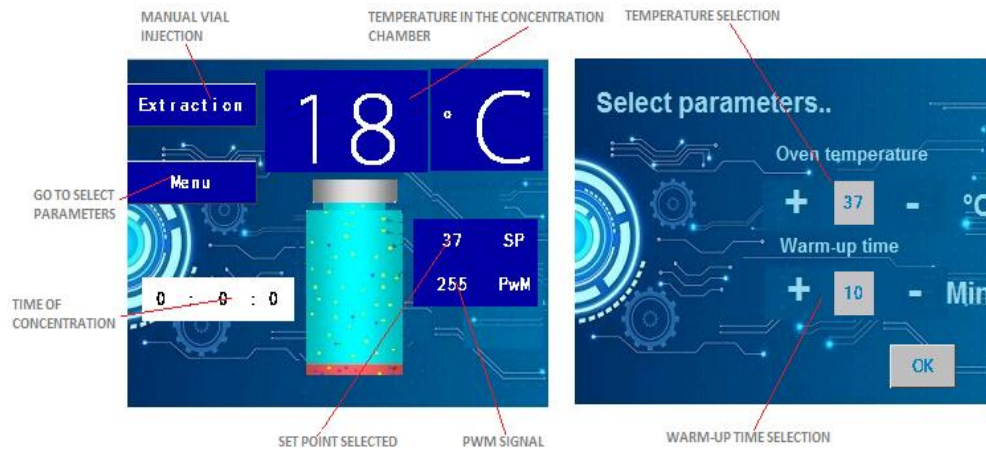 MANUAL VIAL
INJECTION
TEMPERATURE IN THE CONCENTRATION
CHAMBER
TEMPERATURE SELECTION
Extraction
18 °C
Menu
GO TO SELECT
PARAMETERS
37 SP
255 PwM
TIME OF
CONCENTRATION
0 : 0 : 0
SET POINT SELECTED
PWM SIGNAL
Select parameters..
Oven temperature
+ 37 - °C
Warm-up time
+ 10 - Min
OK
WARM-UP TIME SELECTION